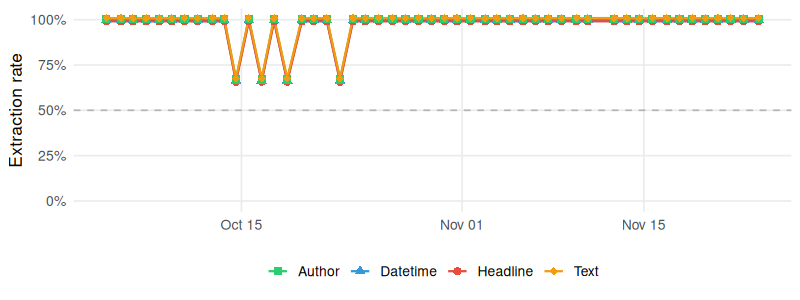 Extraction rate
100%
75%
50%
25%
0%
Oct 15 Nov 01 Nov 15
Author Datetime Headline Text